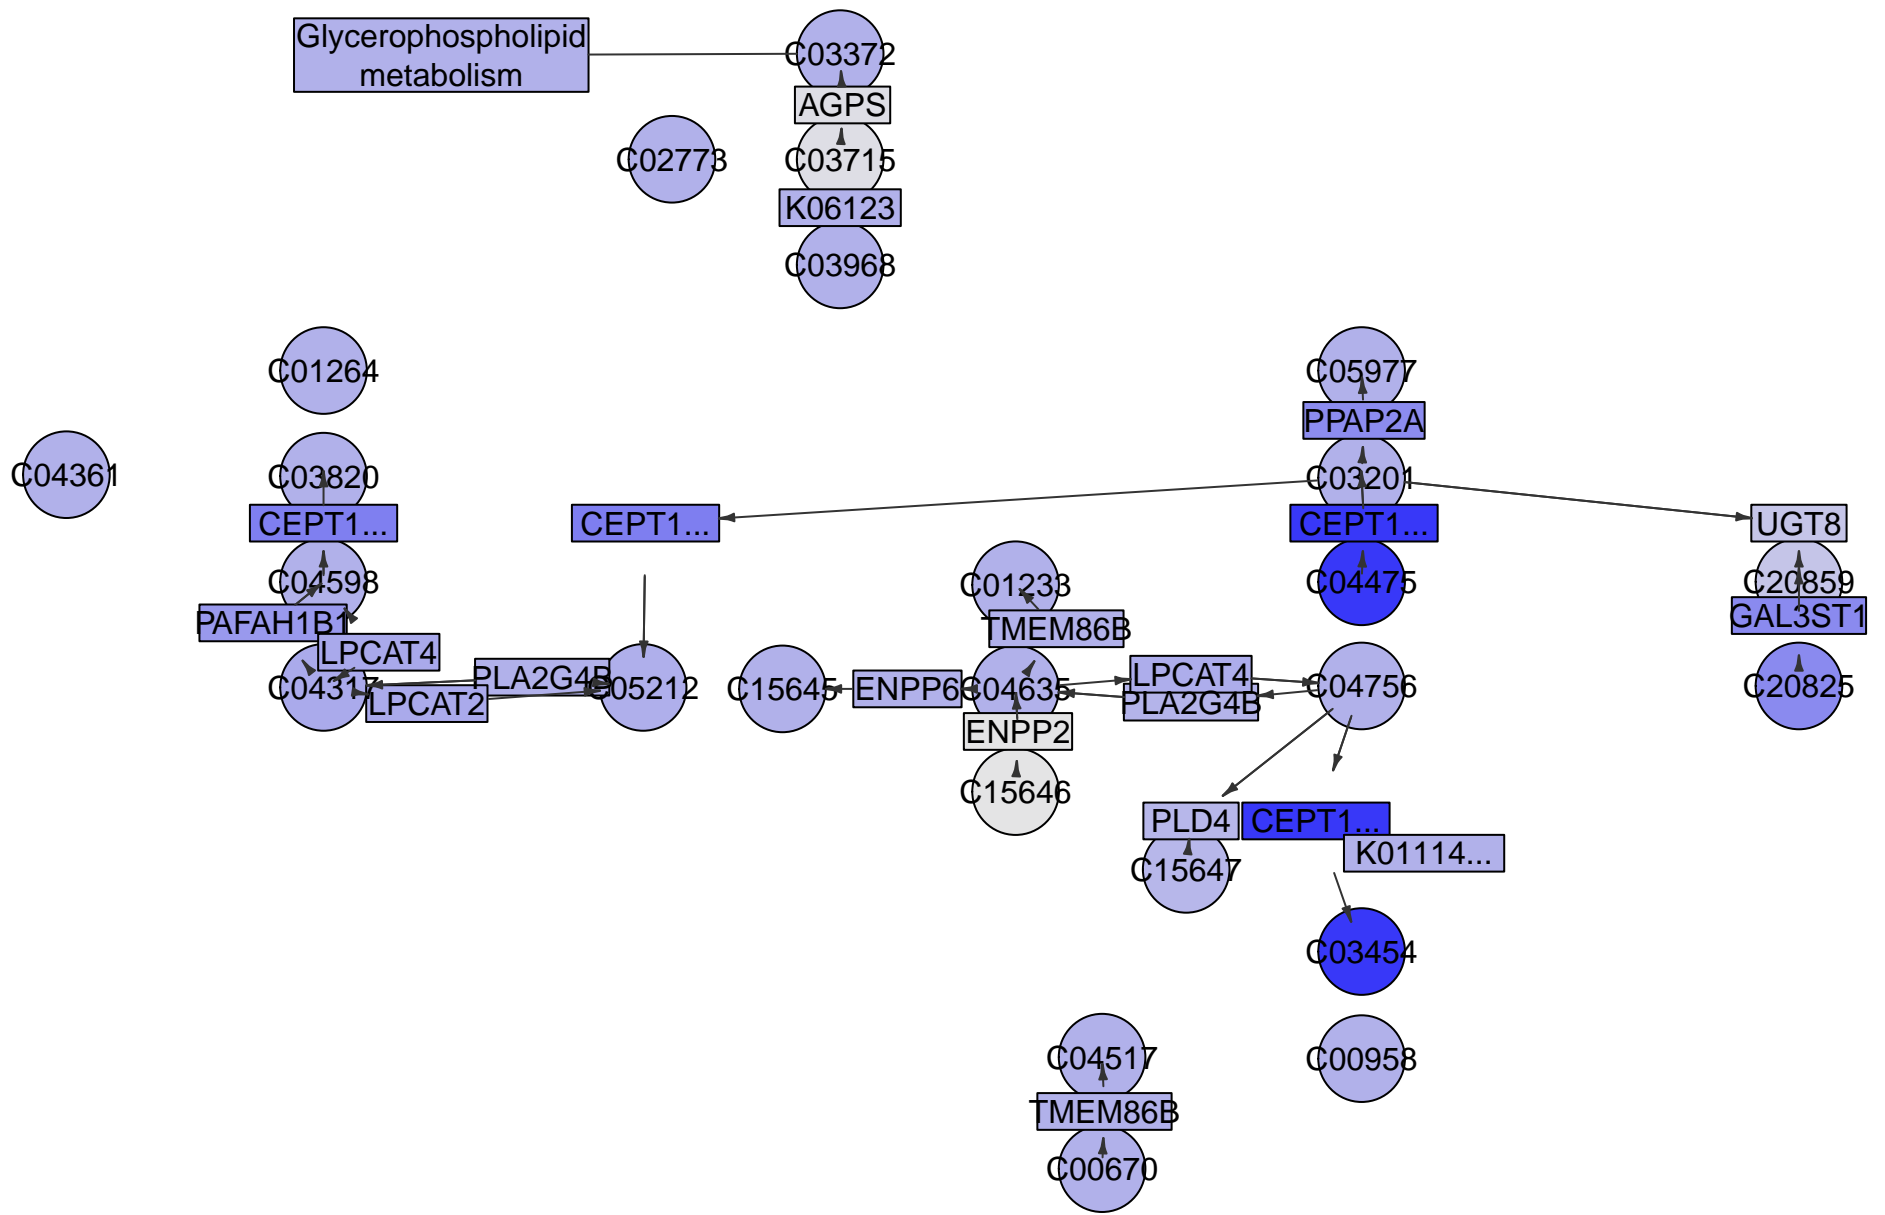 Glycerophospholipid
metabolism
C03372
AGPS
C02773
C03715
K06123
C03968
C01264
C05977
PPAP2A
C04361
C03820
C03201
CEPT1...
CEPT1...
CEPT1...
UGT8
C04598
C01233
C04475
C20859
PAFAH1B1
TMEM86B
GAL3ST1
LPCAT4
PLA2G4B
LPCAT4
C04317
LPCAT2
C05212
C15645
ENPP6
C04635
PLA2G4B
C04756
C20825
ENPP2
C15646
PLD4
CEPT1...
K01114...
C15647
C03454
C04517
C00958
TMEM86B
C00670